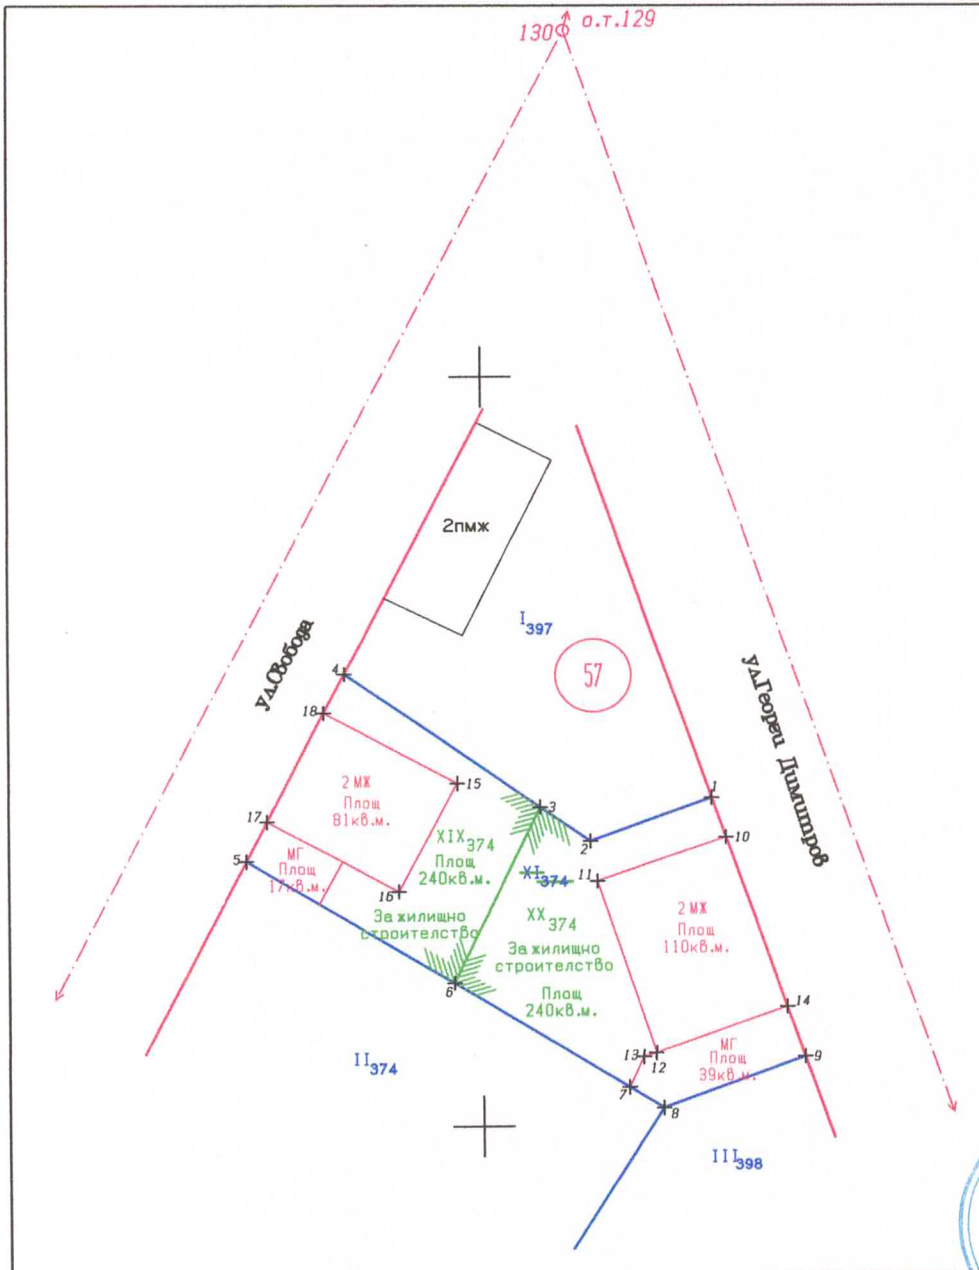 130 о.т.129
2пмж
I397
57
ул.Свобода
ул.Георги Димитров
4
18
1
15
3
10
2
2 МЖ
Площ
81кв.м.
17
XIX374
Площ
240кв.м.
XI374
11
5
МГ
Площ
17кв.м.
16
За жилищно
строителство
XX374
За жилищно
строителство
Площ
240кв.м.
2 МЖ
Площ
110кв.м.
6
14
13
12
9
МГ
Площ
39кв.м.
II374
7
8
III398